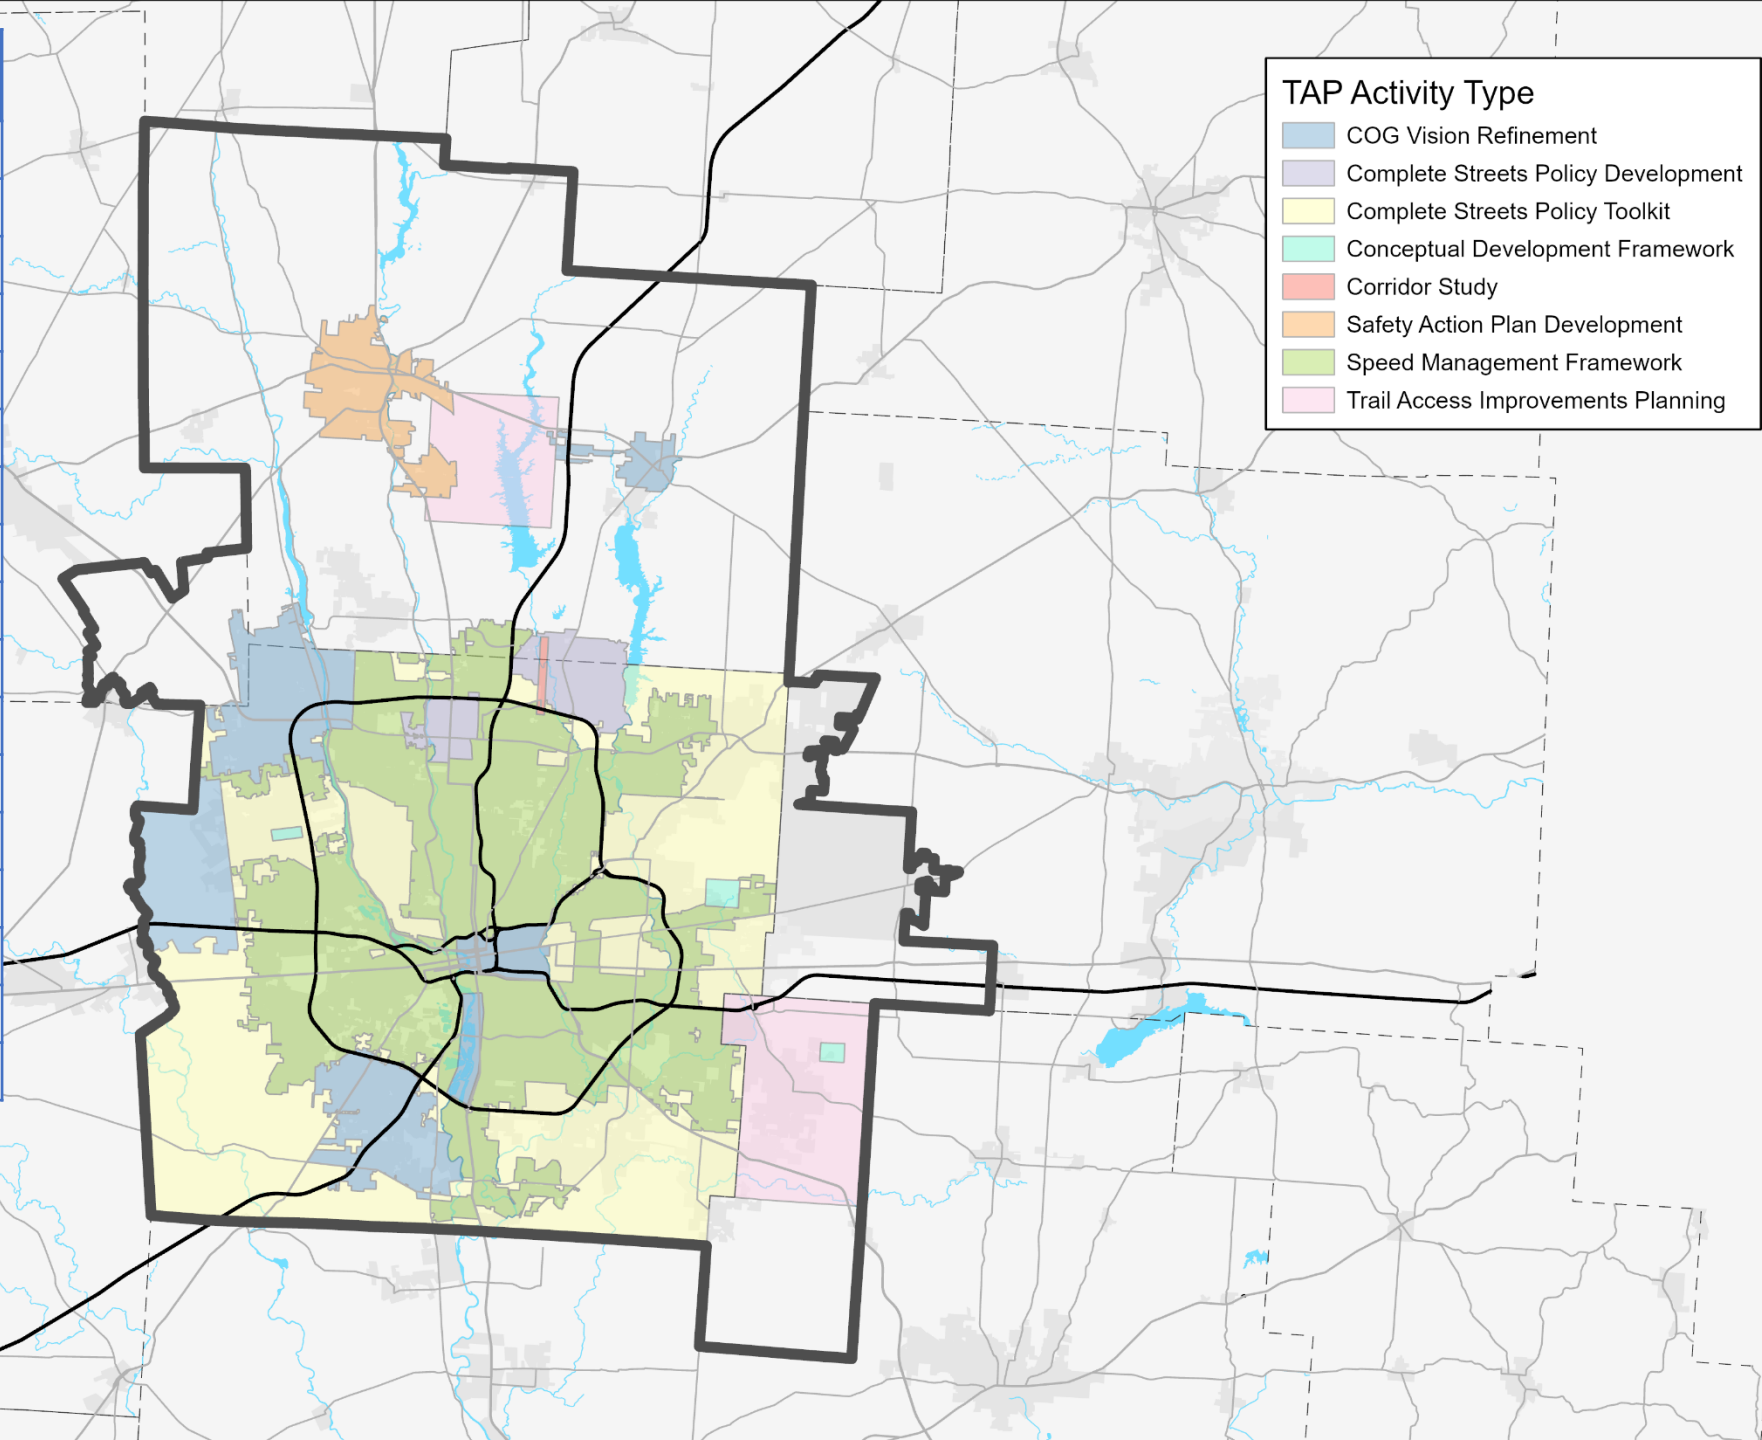 TAP Activity Type
COG Vision Refinement
Complete Streets Policy Development
Complete Streets Policy Toolkit
Conceptual Development Framework
Corridor Study
Safety Action Plan Development
Speed Management Framework
Trail Access Improvements Planning